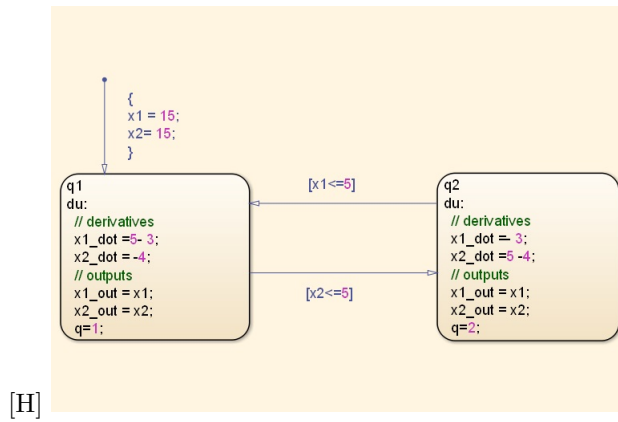 {
x1 = 15;
x2= 15;
}
q1
du:
// derivatives
x1_dot =5- 3;
x2_dot = -4;
// outputs
x1_out = x1;
x2_out = x2;
q=1;
[x1<=5]
[x2<=5]
q2
du:
// derivatives
x1_dot =- 3;
x2_dot =5 -4;
// outputs
x1_out = x1;
x2_out = x2;
q=2;
[H]